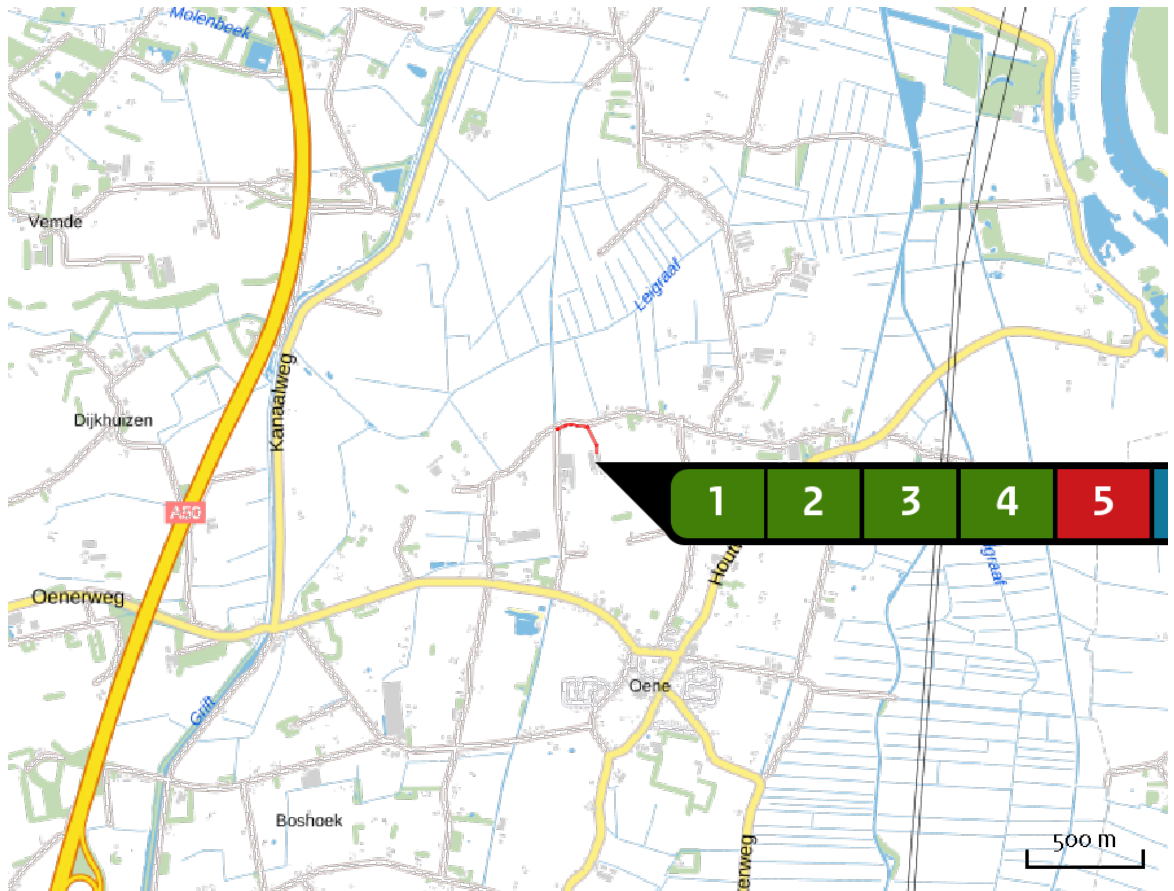 Molenbeek
Vemde
Leigraaf
Kanaalweg
Dijkhuizen
1 2 3 4 5
A50
Oenerweg
Oene
Grift
Boshoek
500 m